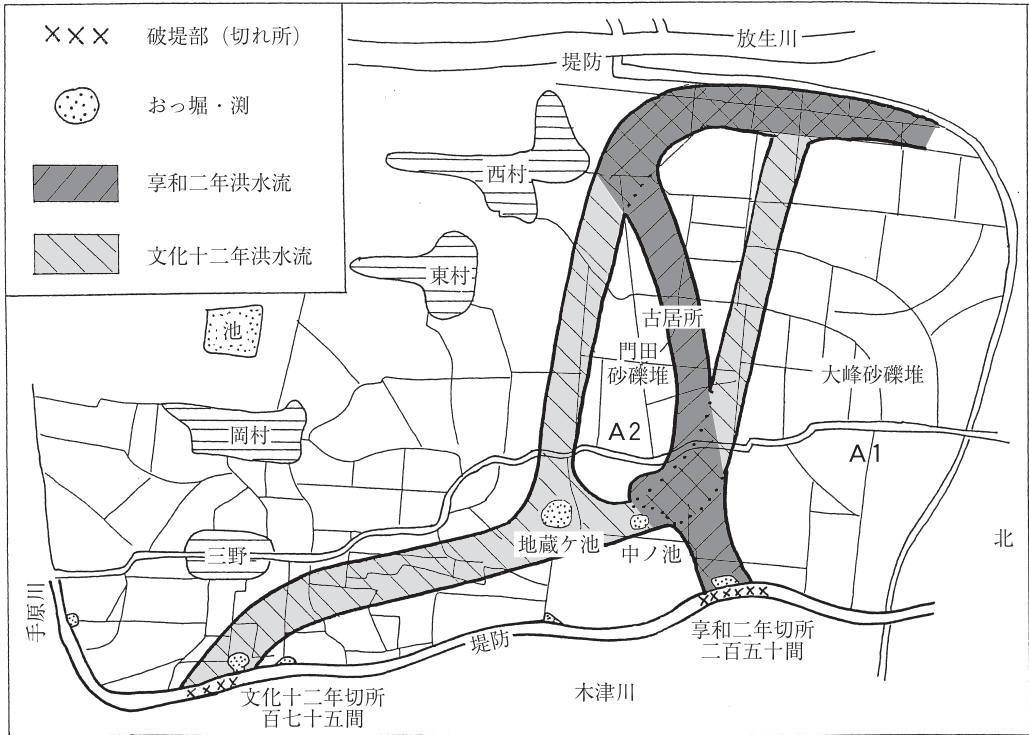 破堤部（切れ所）
おっ堀・渕
享和二年洪水流
文化十二年洪水流
放生川
堤防
西村
東村
池
古居所
門田
砂礫堆
大峰砂礫堆
岡村
A2
A1
北
三野
地蔵ケ池
中ノ池
手原川
堤防
享和二年切所
二百五十間
文化十二年切所
百七十五間
木津川